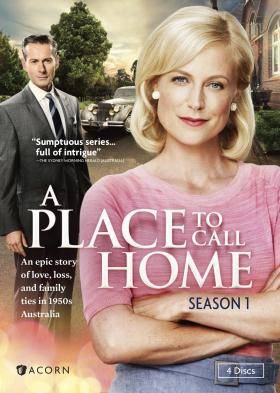 "Sumptuous series...
full of intrigue"
—THE SYDNEY MORNING HERALD (AUSTRALIA)
A
PLACE TO CALL
HOME
SEASON 1
An epic story
of love, loss,
and family
ties in 1950s
Australia
ACORN
4 Discs